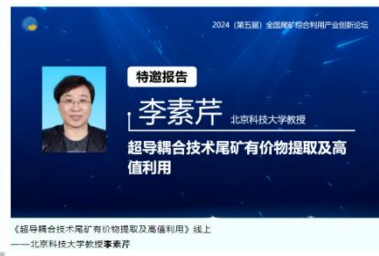 2024（第五届）全国尾矿综合利用产业创新论坛
特邀报告
李素芹 北京科技大学教授
超导耦合技术尾矿有价物提取及高
值利用
《超导耦合技术尾矿有价物提取及高值利用》线上
——北京科技大学教授李素芹